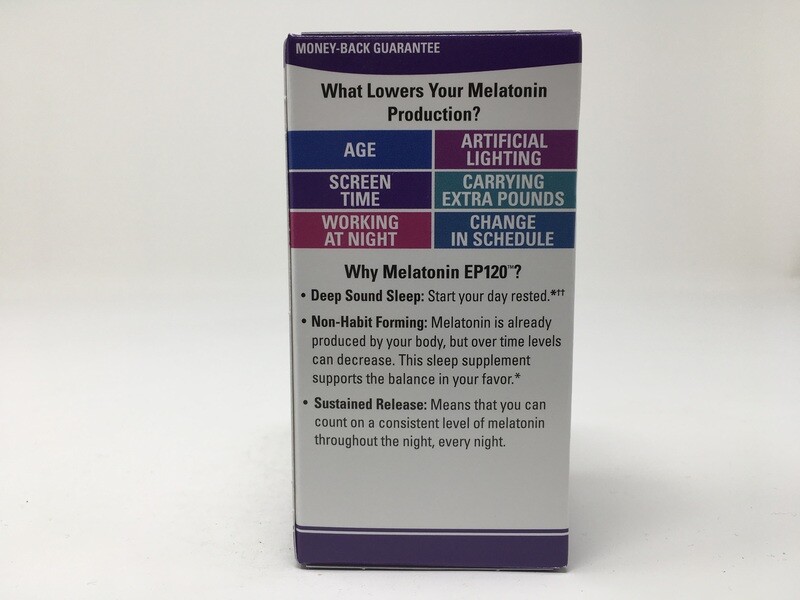 MONEY-BACK GUARANTEE
What Lowers Your Melatonin
Production?
AGE
ARTIFICIAL
LIGHTING
SCREEN
TIME
CARRYING
EXTRA POUNDS
WORKING
AT NIGHT
CHANGE
IN SCHEDULE
Why Melatonin EP120™?
• Deep Sound Sleep: Start your day rested.*††
• Non-Habit Forming: Melatonin is already
produced by your body, but over time levels
can decrease. This sleep supplement
supports the balance in your favor.*
• Sustained Release: Means that you can
count on a consistent level of melatonin
throughout the night, every night.